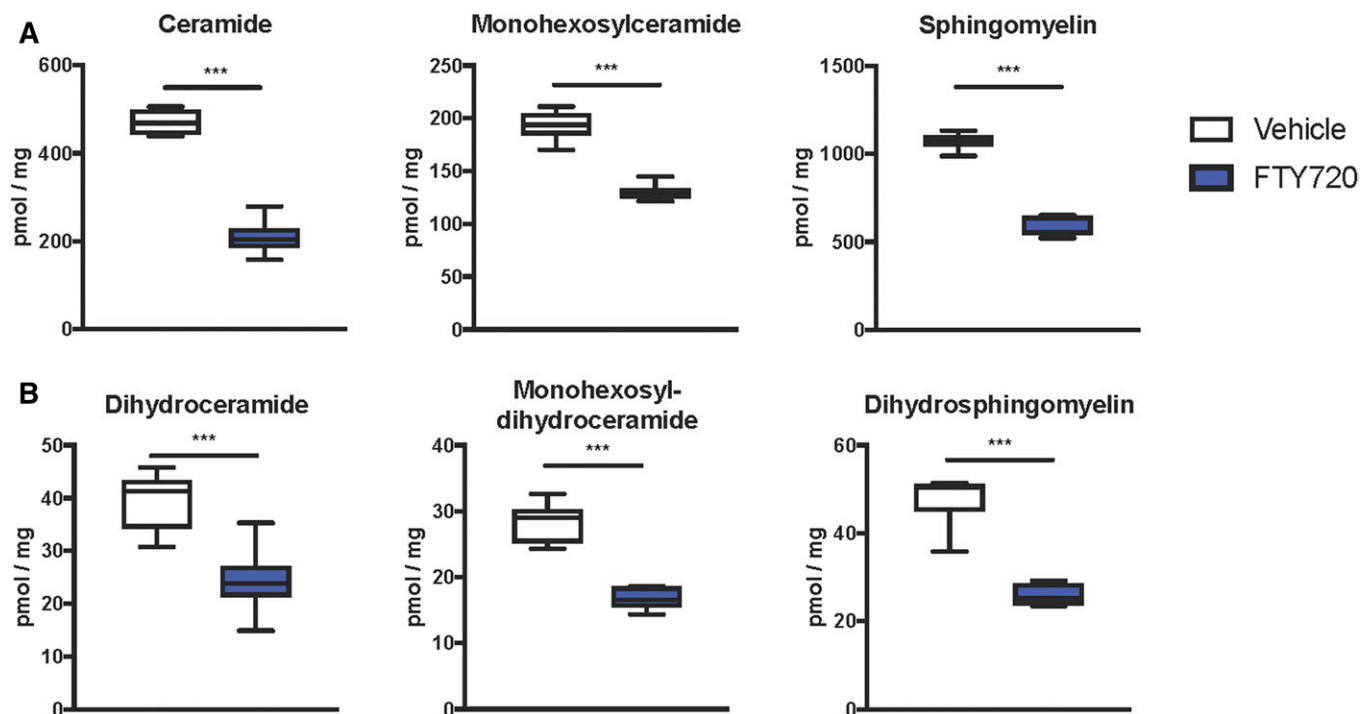 A
Ceramide
600
400
200
0
pmol / mg
***
Monohexosylceramide
250
200
150
100
50
0
pmol / mg
***
Sphingomyelin
1500
1000
500
0
pmol / mg
***
Vehicle
FTY720
B
Dihydroceramide
50
40
30
20
10
0
pmol / mg
***
Monohexosyl-
dihydroceramide
40
30
20
10
0
pmol / mg
***
Dihydrosphingomyelin
60
40
20
0
pmol / mg
***